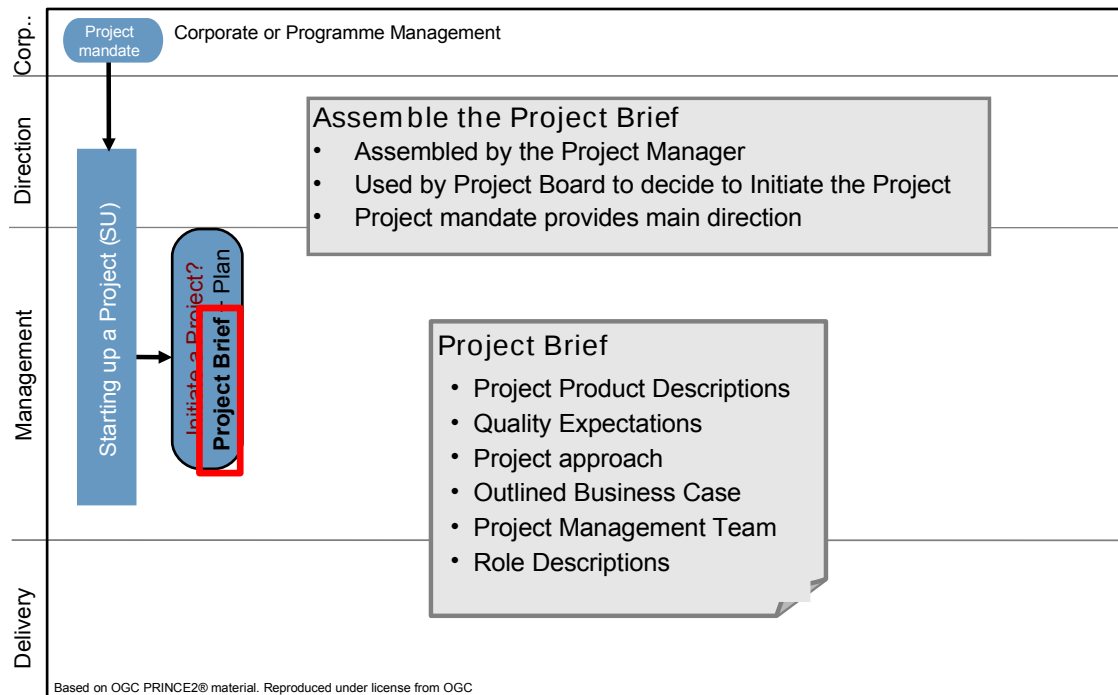 Corp..
Project
mandate
Corporate or Programme Management
Direction
Assemble the Project Brief
• Assembled by the Project Manager
• Used by Project Board to decide to Initiate the Project
• Project mandate provides main direction
Management
Starting up a Project (SU)
Initiate a Project?
Project Brief - Plan
Project Brief
• Project Product Descriptions
• Quality Expectations
• Project approach
• Outlined Business Case
• Project Management Team
• Role Descriptions
Delivery
Based on OGC PRINCE2® material. Reproduced under license from OGC